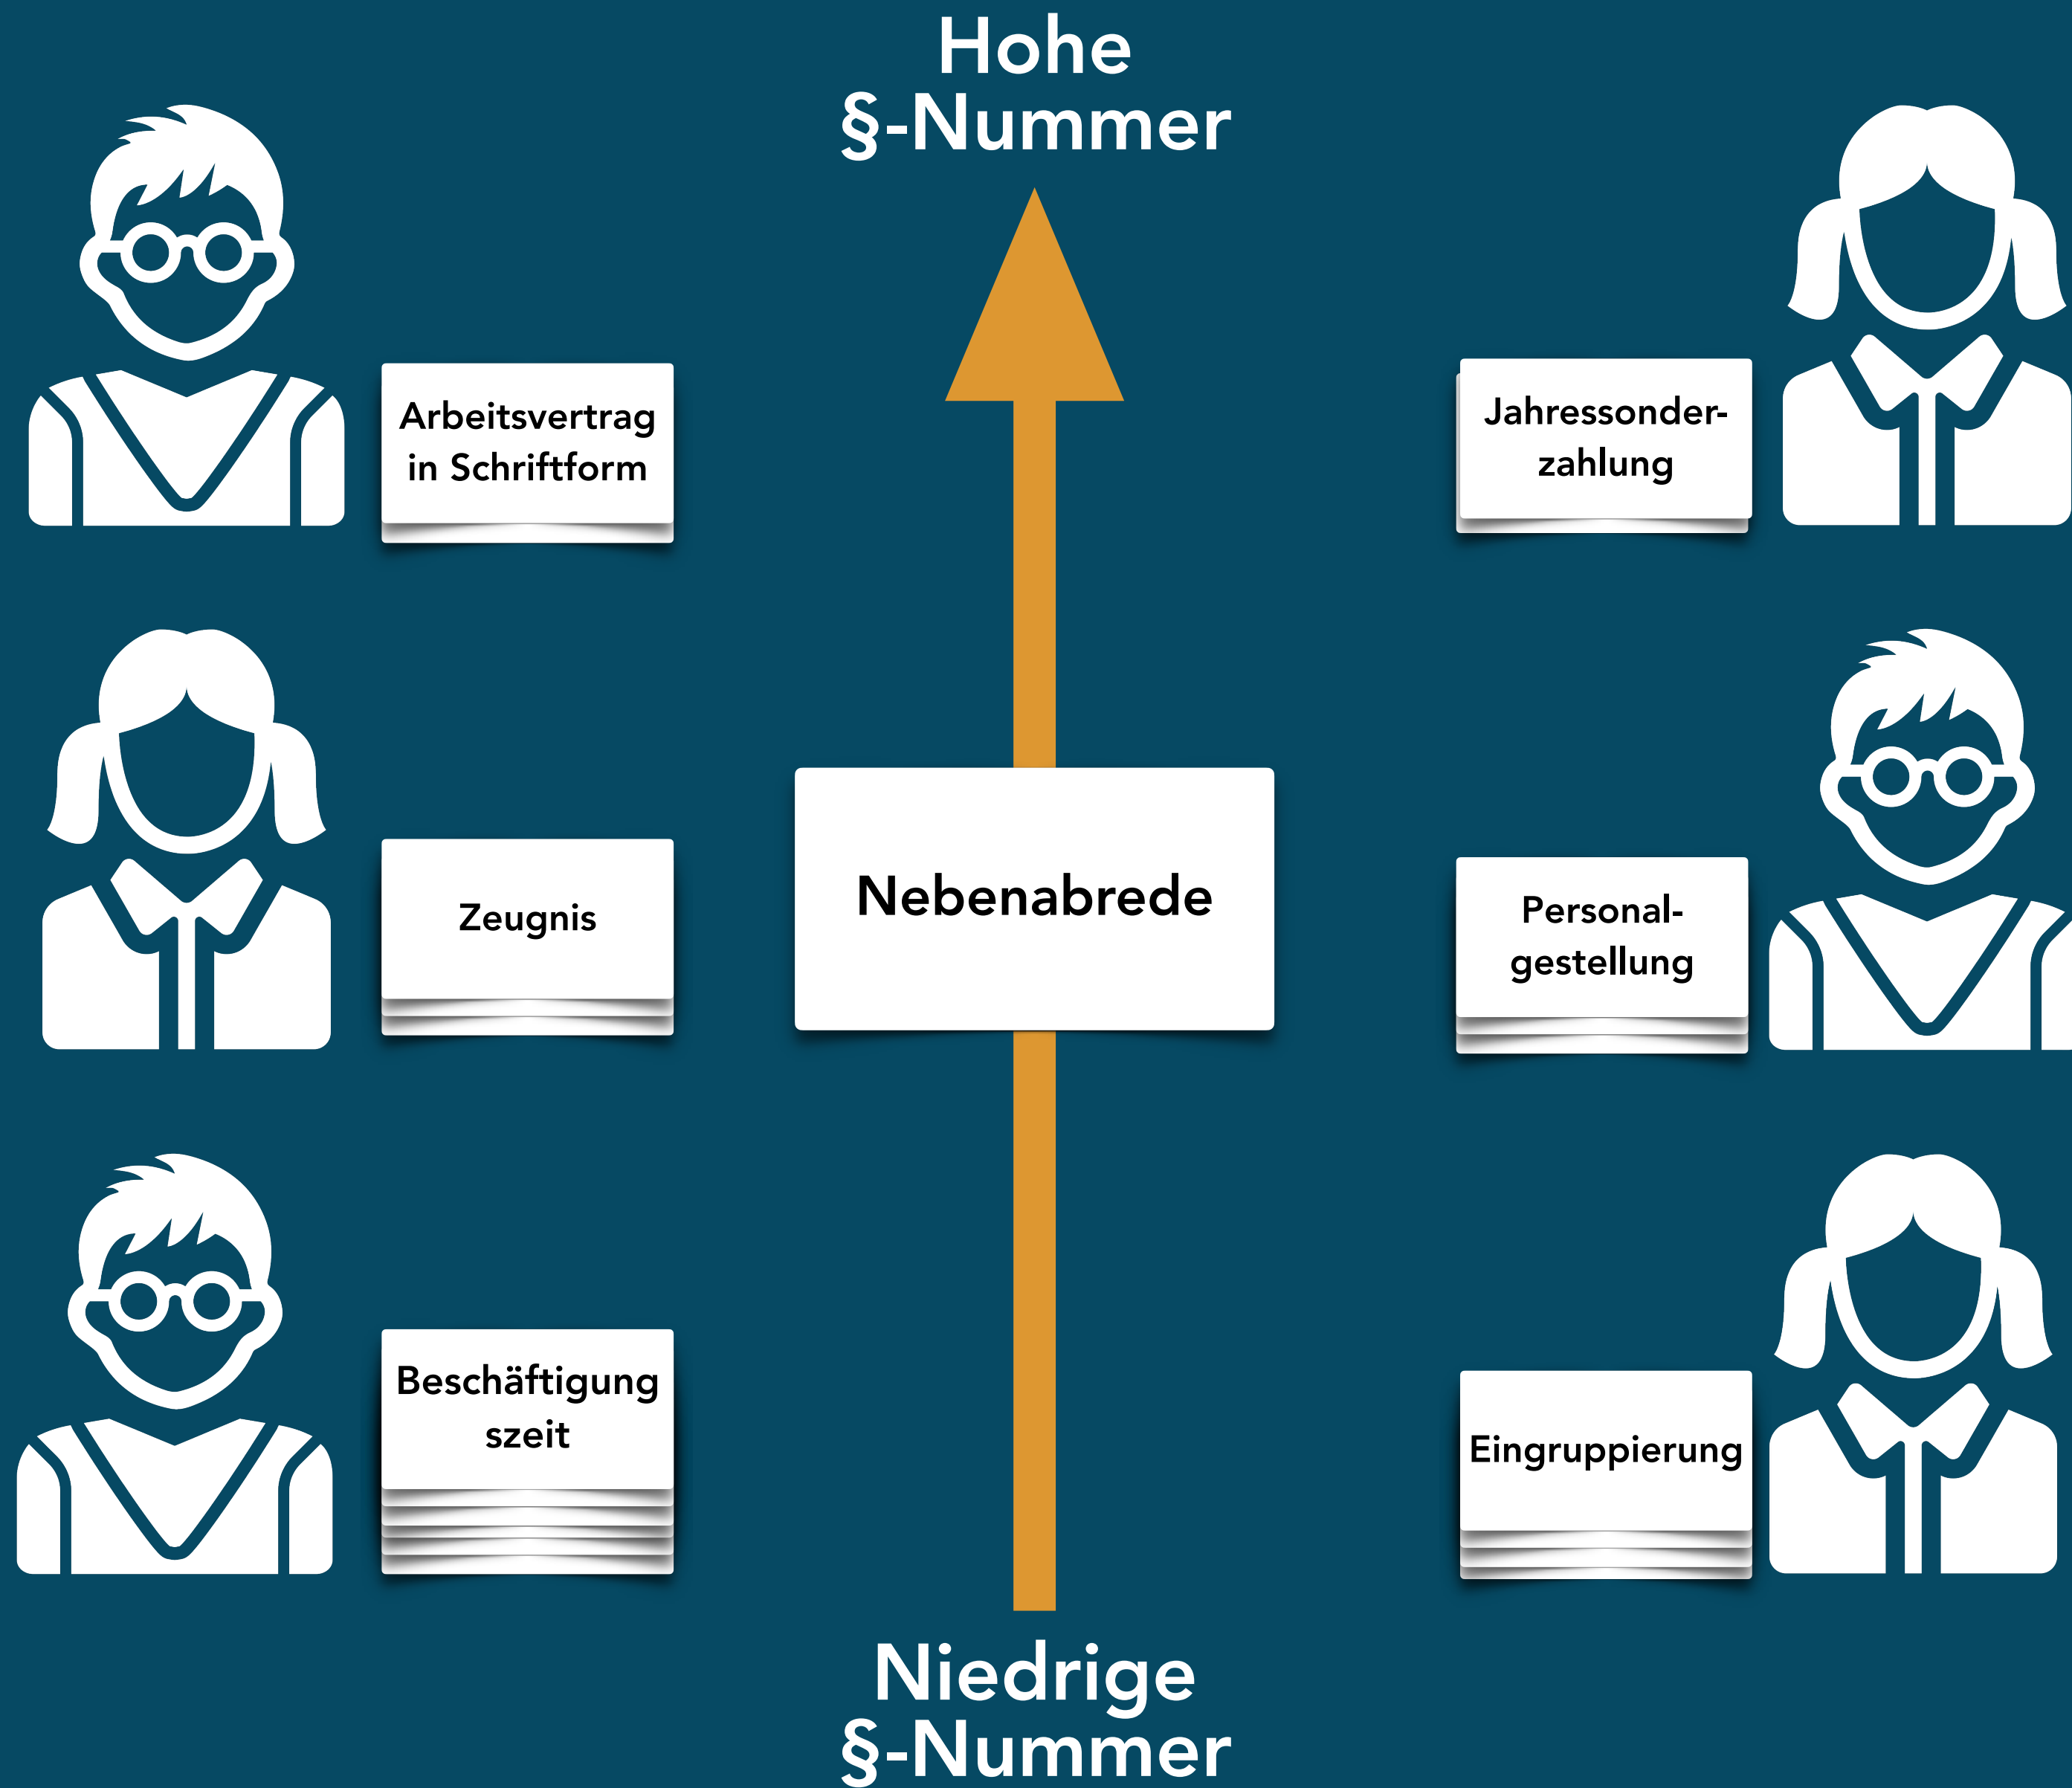 Hohe
§-Nummer
Arbeitsvertrag
in Schriftform
Jahressonder-
zahlung
Zeugnis
Nebenabrede
Personal-
gestellung
Beschäftigung
szeit
Eingruppierung
Niedrige
§-Nummer